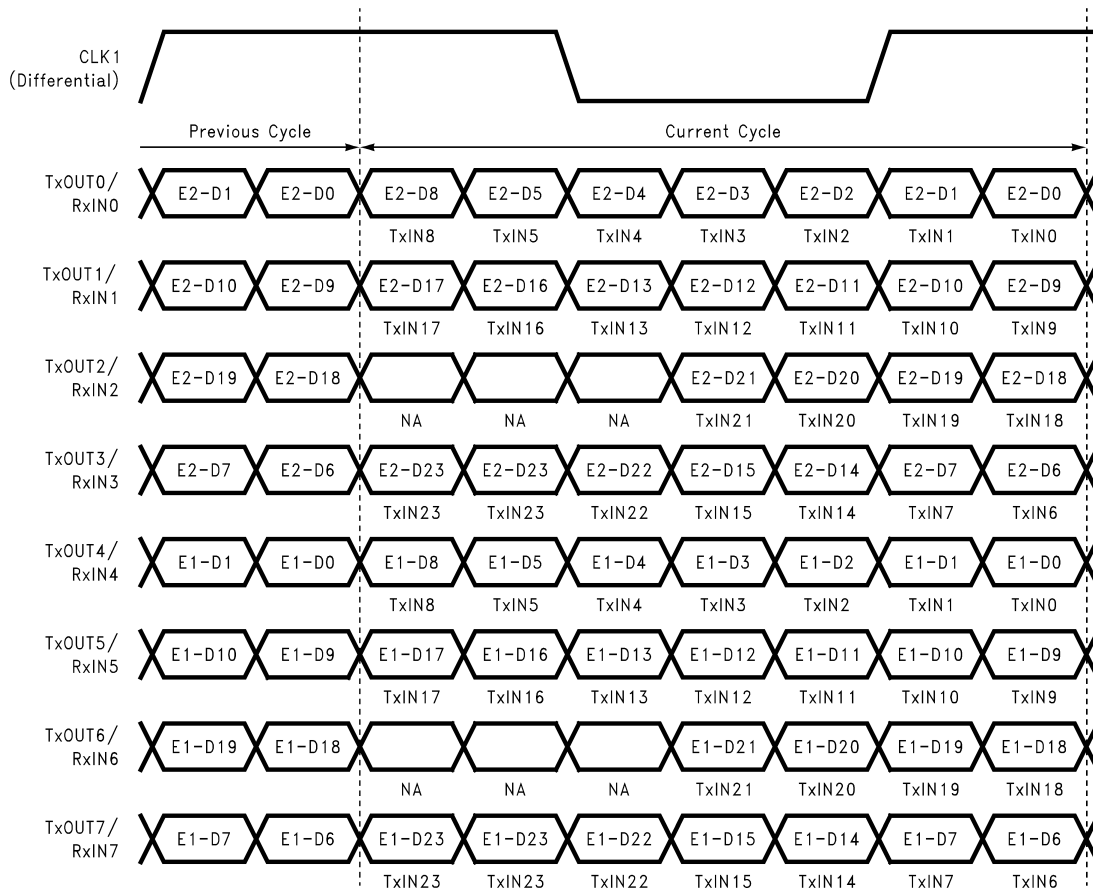 CLK1
(Differential)
Previous Cycle Current Cycle
TxOUT0/
RxIN0
E2-D1 E2-D0 E2-D8 E2-D5 E2-D4 E2-D3 E2-D2 E2-D1 E2-D0
TxIN8 TxIN5 TxIN4 TxIN3 TxIN2 TxIN1 TxIN0
TxOUT1/
RxIN1
E2-D10 E2-D9 E2-D17 E2-D16 E2-D13 E2-D12 E2-D11 E2-D10 E2-D9
TxIN17 TxIN16 TxIN13 TxIN12 TxIN11 TxIN10 TxIN9
TxOUT2/
RxIN2
E2-D19 E2-D18 E2-D21 E2-D20 E2-D19 E2-D18
NA NA NA TxIN21 TxIN20 TxIN19 TxIN18
TxOUT3/
RxIN3
E2-D7 E2-D6 E2-D23 E2-D23 E2-D22 E2-D15 E2-D14 E2-D7 E2-D6
TxIN23 TxIN23 TxIN22 TxIN15 TxIN14 TxIN7 TxIN6
TxOUT4/
RxIN4
E1-D1 E1-D0 E1-D8 E1-D5 E1-D4 E1-D3 E1-D2 E1-D1 E1-D0
TxIN8 TxIN5 TxIN4 TxIN3 TxIN2 TxIN1 TxIN0
TxOUT5/
RxIN5
E1-D10 E1-D9 E1-D17 E1-D16 E1-D13 E1-D12 E1-D11 E1-D10 E1-D9
TxIN17 TxIN16 TxIN13 TxIN12 TxIN11 TxIN10 TxIN9
TxOUT6/
RxIN6
E1-D19 E1-D18 E1-D21 E1-D20 E1-D19 E1-D18
NA NA NA TxIN21 TxIN20 TxIN19 TxIN18
TxOUT7/
RxIN7
E1-D7 E1-D6 E1-D23 E1-D23 E1-D22 E1-D15 E1-D14 E1-D7 E1-D6
TxIN23 TxIN23 TxIN22 TxIN15 TxIN14 TxIN7 TxIN6